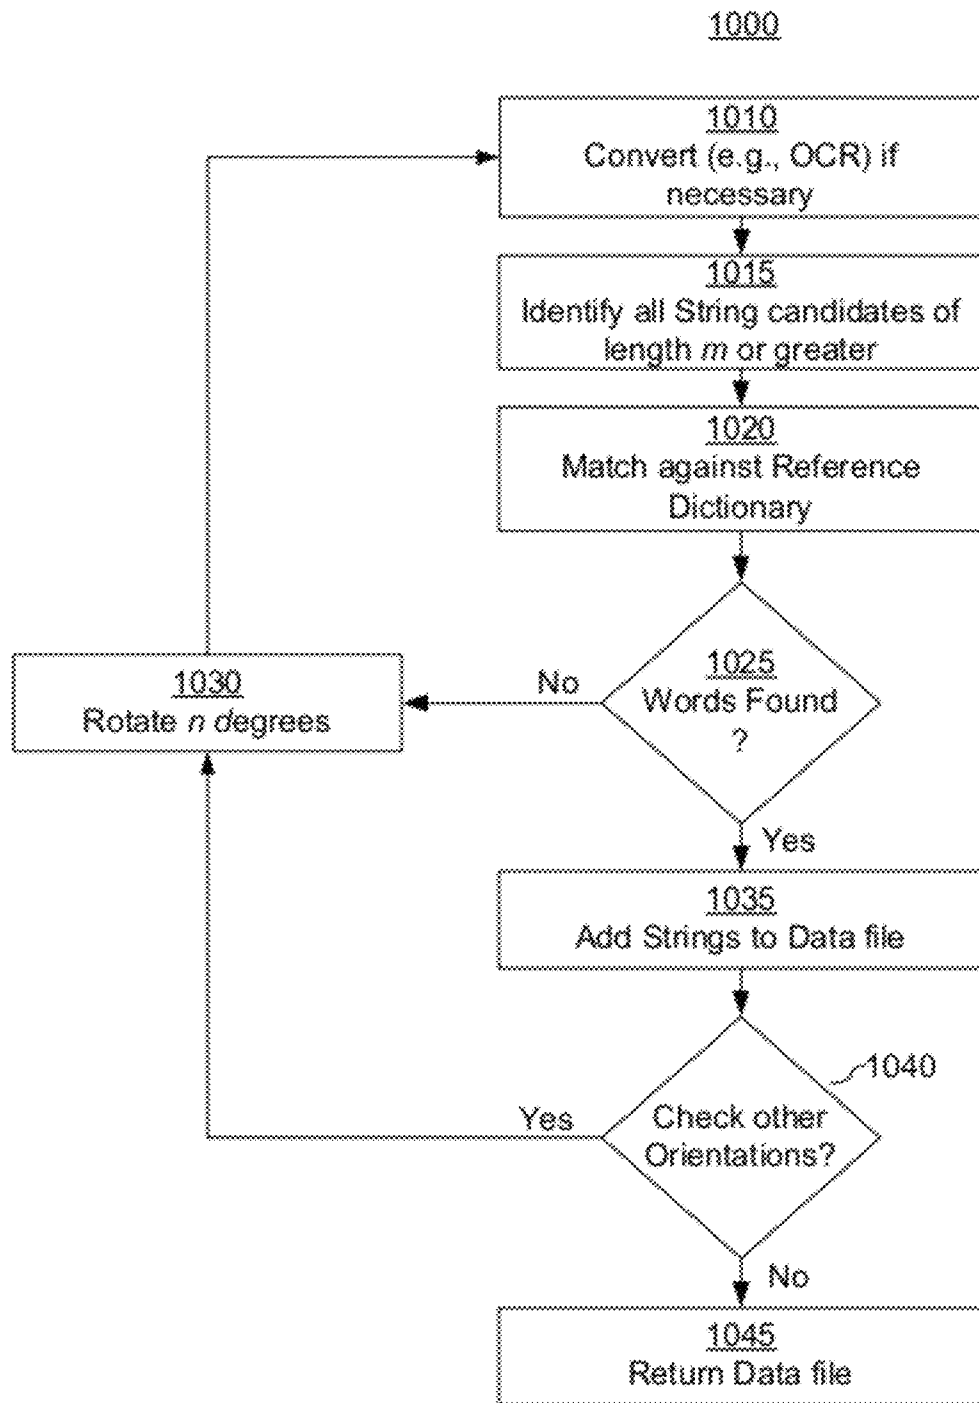 1000
1010
Convert (e.g., OCR) if
necessary
1015
Identify all String candidates of
length m or greater
1020
Match against Reference
Dictionary
1025
Words Found
?
No
1030
Rotate n degrees
Yes
1035
Add Strings to Data file
1040
Check other
Orientations?
Yes
No
1045
Return Data file